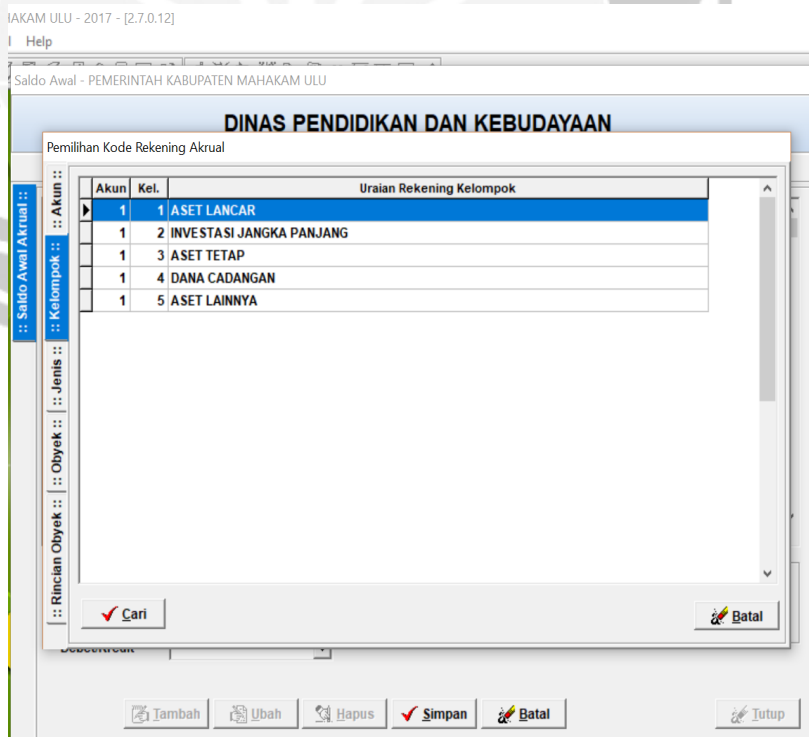 HAKAM ULU - 2017 - [2.7.0.12]
Help
Saldo Awal - PEMERINTAH KABUPATEN MAHAKAM ULU
DINAS PENDIDIKAN DAN KEBUDAYAAN
Pemilihan Kode Rekening Akrual
:: Saldo Awal Akrual ::
:: Akun ::
:: Kelompok ::
:: Jenis ::
:: Obyek ::
:: Rincian Obyek ::
Akun Kel. Uraian Rekening Kelompok
1 1 ASET LANCAR
1 2 INVESTASI JANGKA PANJANG
1 3 ASET TETAP
1 4 DANA CADANGAN
1 5 ASET LAINNYA
Cari Batal
Debet/Kredit
Tambah Ubah Hapus Simpan Batal Tutup